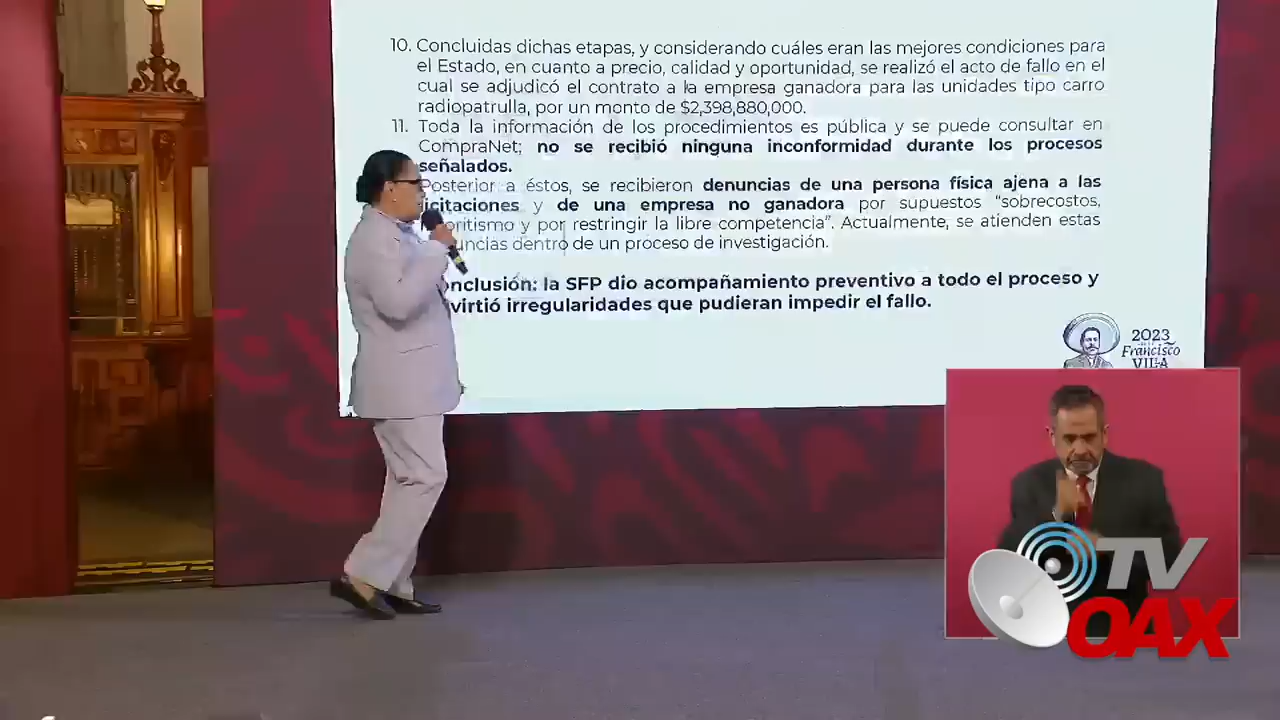 10. Concluidas dichas etapas, y considerando cuáles eran las mejores condiciones para
el Estado, en cuanto a precio, calidad y oportunidad, se realizó el acto de fallo en el
cual se adjudicó el contrato a la empresa ganadora para las unidades tipo carro
radiopatrulla, por un monto de $2,398,880,000.
11. Toda la información de los procedimientos es pública y se puede consultar en
CompraNet; no se recibió ninguna inconformidad durante los procesos
señalados.
Posterior a éstos, se recibieron denuncias de una persona física ajena a las
icitaciones y de una empresa no ganadora por supuestos "sobrecostos,
oritismo y por restringir la libre competencia". Actualmente, se atienden estas
uncias dentro de un proceso de investigación.
onclusión: la SFP dio acompañamiento preventivo a todo el proceso y
virtió irregularidades que pudieran impedir el fallo.
2023
Francisco
VILLA
TV
OAX